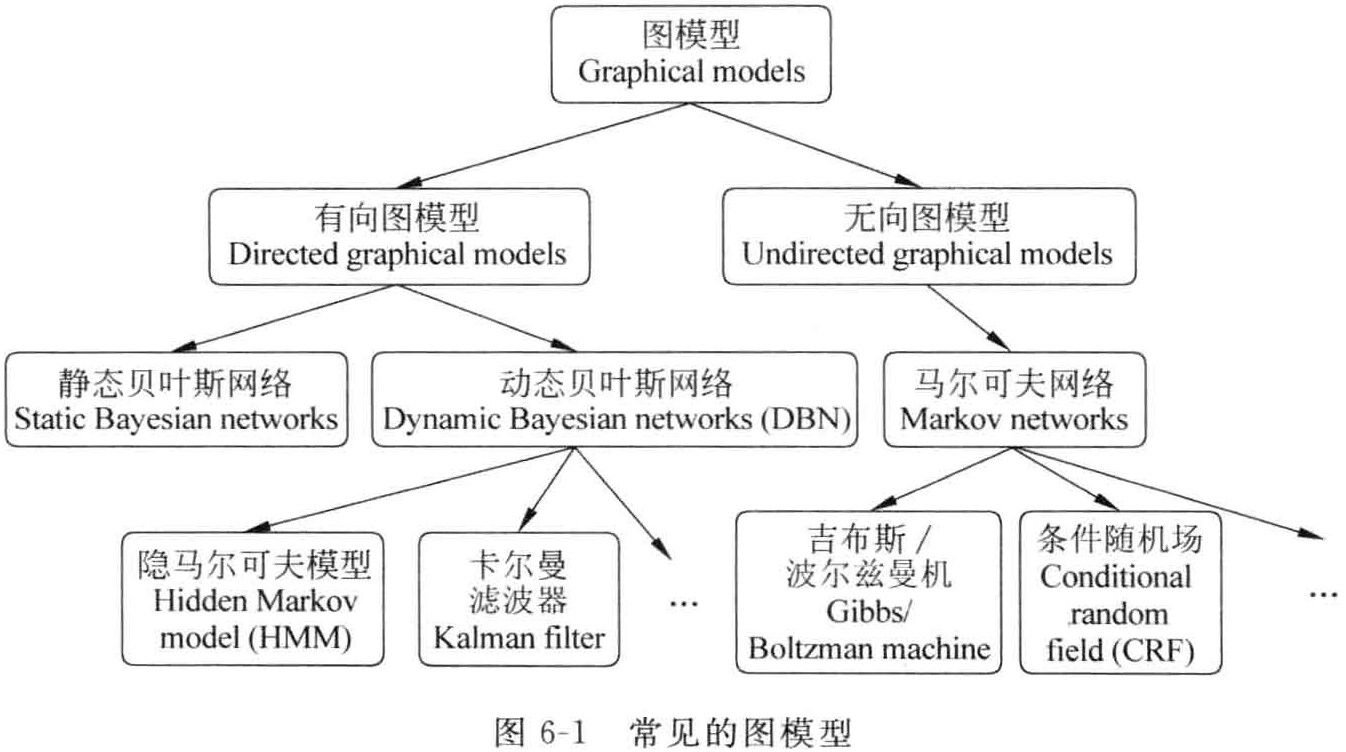 图模型
Graphical models
有向图模型
Directed graphical models
无向图模型
Undirected graphical models
静态贝叶斯网络
Static Bayesian networks
动态贝叶斯网络
Dynamic Bayesian networks (DBN)
马尔可夫网络
Markov networks
隐马尔可夫模型
Hidden Markov
model (HMM)
卡尔曼
滤波器
Kalman filter
...
吉布斯/
波尔兹曼机
Gibbs/
Boltzman machine
条件随机场
Conditional
random
field (CRF)
...
图 6-1 常见的图模型